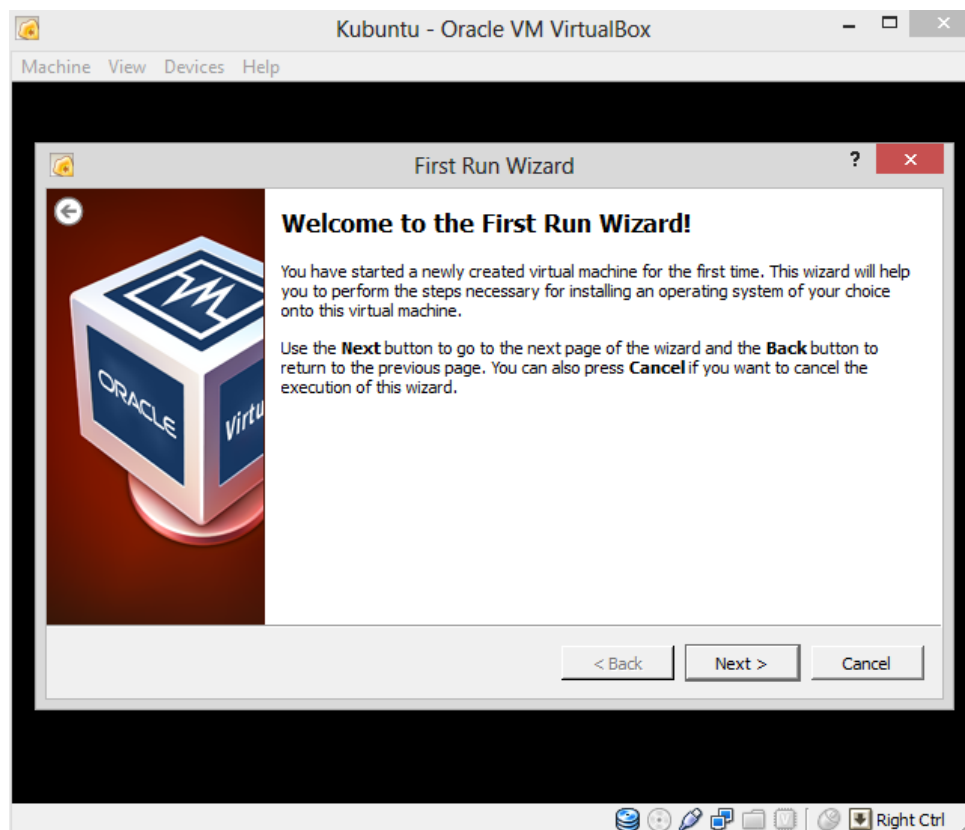 Kubuntu - Oracle VM VirtualBox
Machine View Devices Help
First Run Wizard
?
Welcome to the First Run Wizard!
You have started a newly created virtual machine for the first time. This wizard will help
you to perform the steps necessary for installing an operating system of your choice
onto this virtual machine.
Use the Next button to go to the next page of the wizard and the Back button to
return to the previous page. You can also press Cancel if you want to cancel the
execution of this wizard.
ORACLE
Virtu
< Back
Next >
Cancel
Right Ctrl